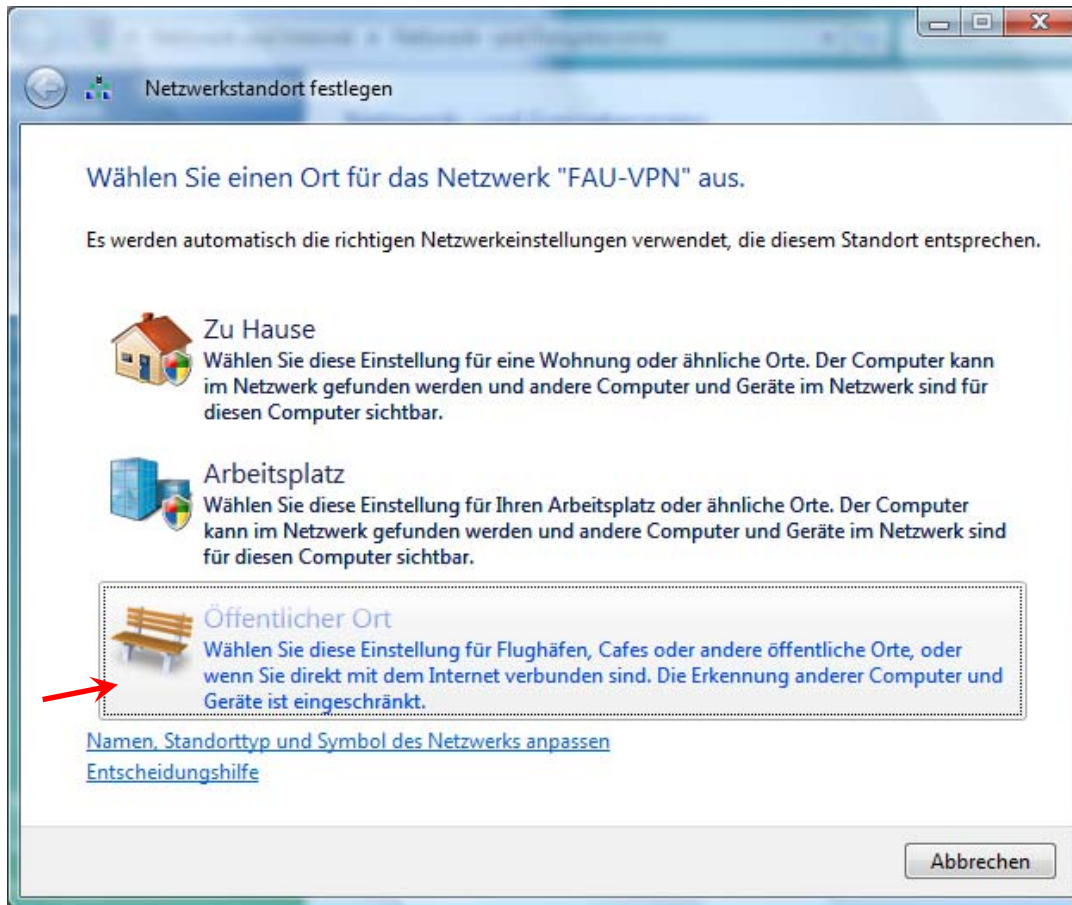 Netzwerkstandort festlegen
Wählen Sie einen Ort für das Netzwerk "FAU-VPN" aus.
Es werden automatisch die richtigen Netzwerkeinstellungen verwendet, die diesem Standort entsprechen.
Zu Hause
Wählen Sie diese Einstellung für eine Wohnung oder ähnliche Orte. Der Computer kann
im Netzwerk gefunden werden und andere Computer und Geräte im Netzwerk sind für
diesen Computer sichtbar.
Arbeitsplatz
Wählen Sie diese Einstellung für Ihren Arbeitsplatz oder ähnliche Orte. Der Computer
kann im Netzwerk gefunden werden und andere Computer und Geräte im Netzwerk sind
für diesen Computer sichtbar.
Öffentlicher Ort
Wählen Sie diese Einstellung für Flughäfen, Cafes oder andere öffentliche Orte, oder
wenn Sie direkt mit dem Internet verbunden sind. Die Erkennung anderer Computer und
Geräte ist eingeschränkt.
Namen, Standorttyp und Symbol des Netzwerks anpassen
Entscheidungshilfe
Abbrechen